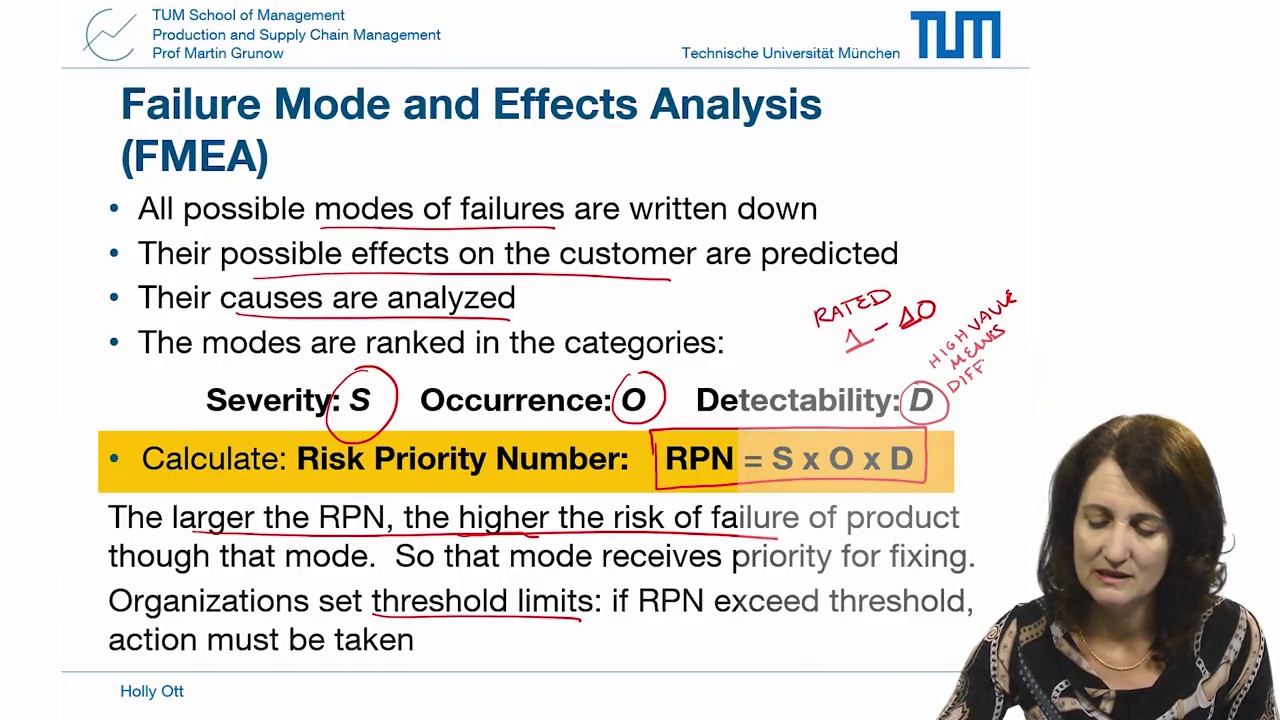 TUM School of Management
Production and Supply Chain Management
Prof Martin Grunow
Technische Universität München
TUM
Failure Mode and Effects Analysis
(FMEA)
• All possible modes of failures are written down
• Their possible effects on the customer are predicted
• Their causes are analyzed
• The modes are ranked in the categories:
RATED
1 - 10
HIGH VALUE
MEANS
DIFF
Severity: S Occurrence: O Detectability: D
• Calculate: Risk Priority Number: RPN = S x O x D
The larger the RPN, the higher the risk of failure of product
though that mode. So that mode receives priority for fixing.
Organizations set threshold limits: if RPN exceed threshold,
action must be taken
Holly Ott